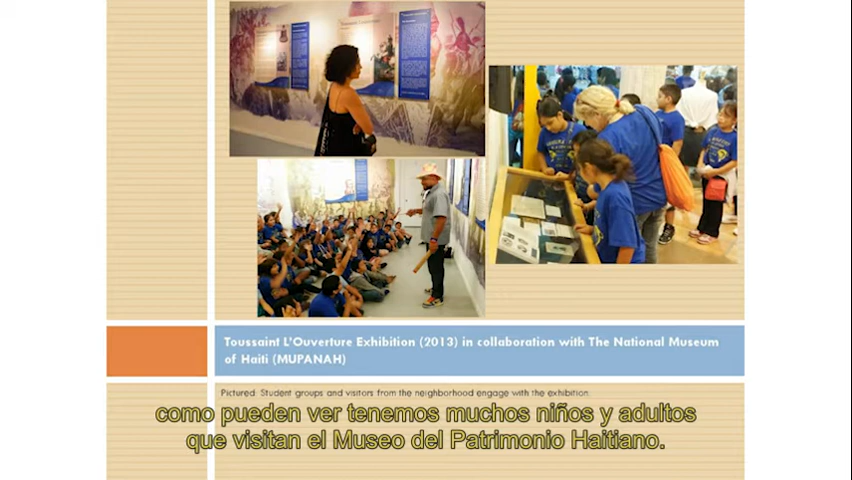 Toussaint L'Ouverture Exhibition (2013) in collaboration with The National Museum
of Haiti (MUPANAH)
Pictured: Student groups and visitors from the neighborhood engage with the exhibition.
como pueden ver tenemos muchos niños y adultos
que visitan el Museo del Patrimonio Haitiano.